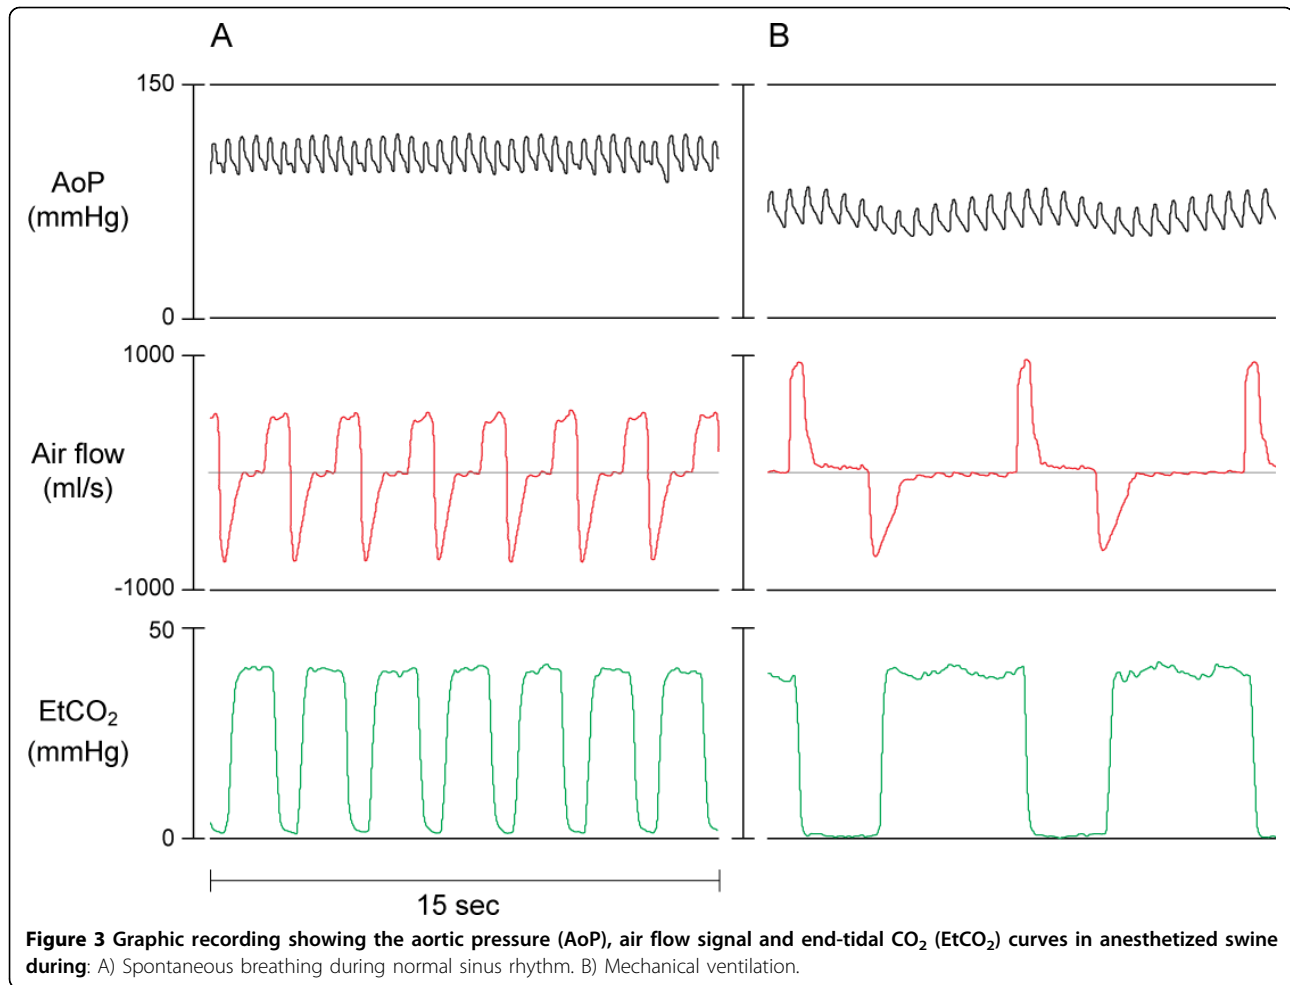 A
B
150
AoP
(mmHg)
0
1000
Air flow
(ml/s)
-1000
50
EtCO₂
(mmHg)
0
15 sec
Figure 3 Graphic recording showing the aortic pressure (AoP), air flow signal and end-tidal CO₂ (EtCO₂) curves in anesthetized swine
during: A) Spontaneous breathing during normal sinus rhythm. B) Mechanical ventilation.